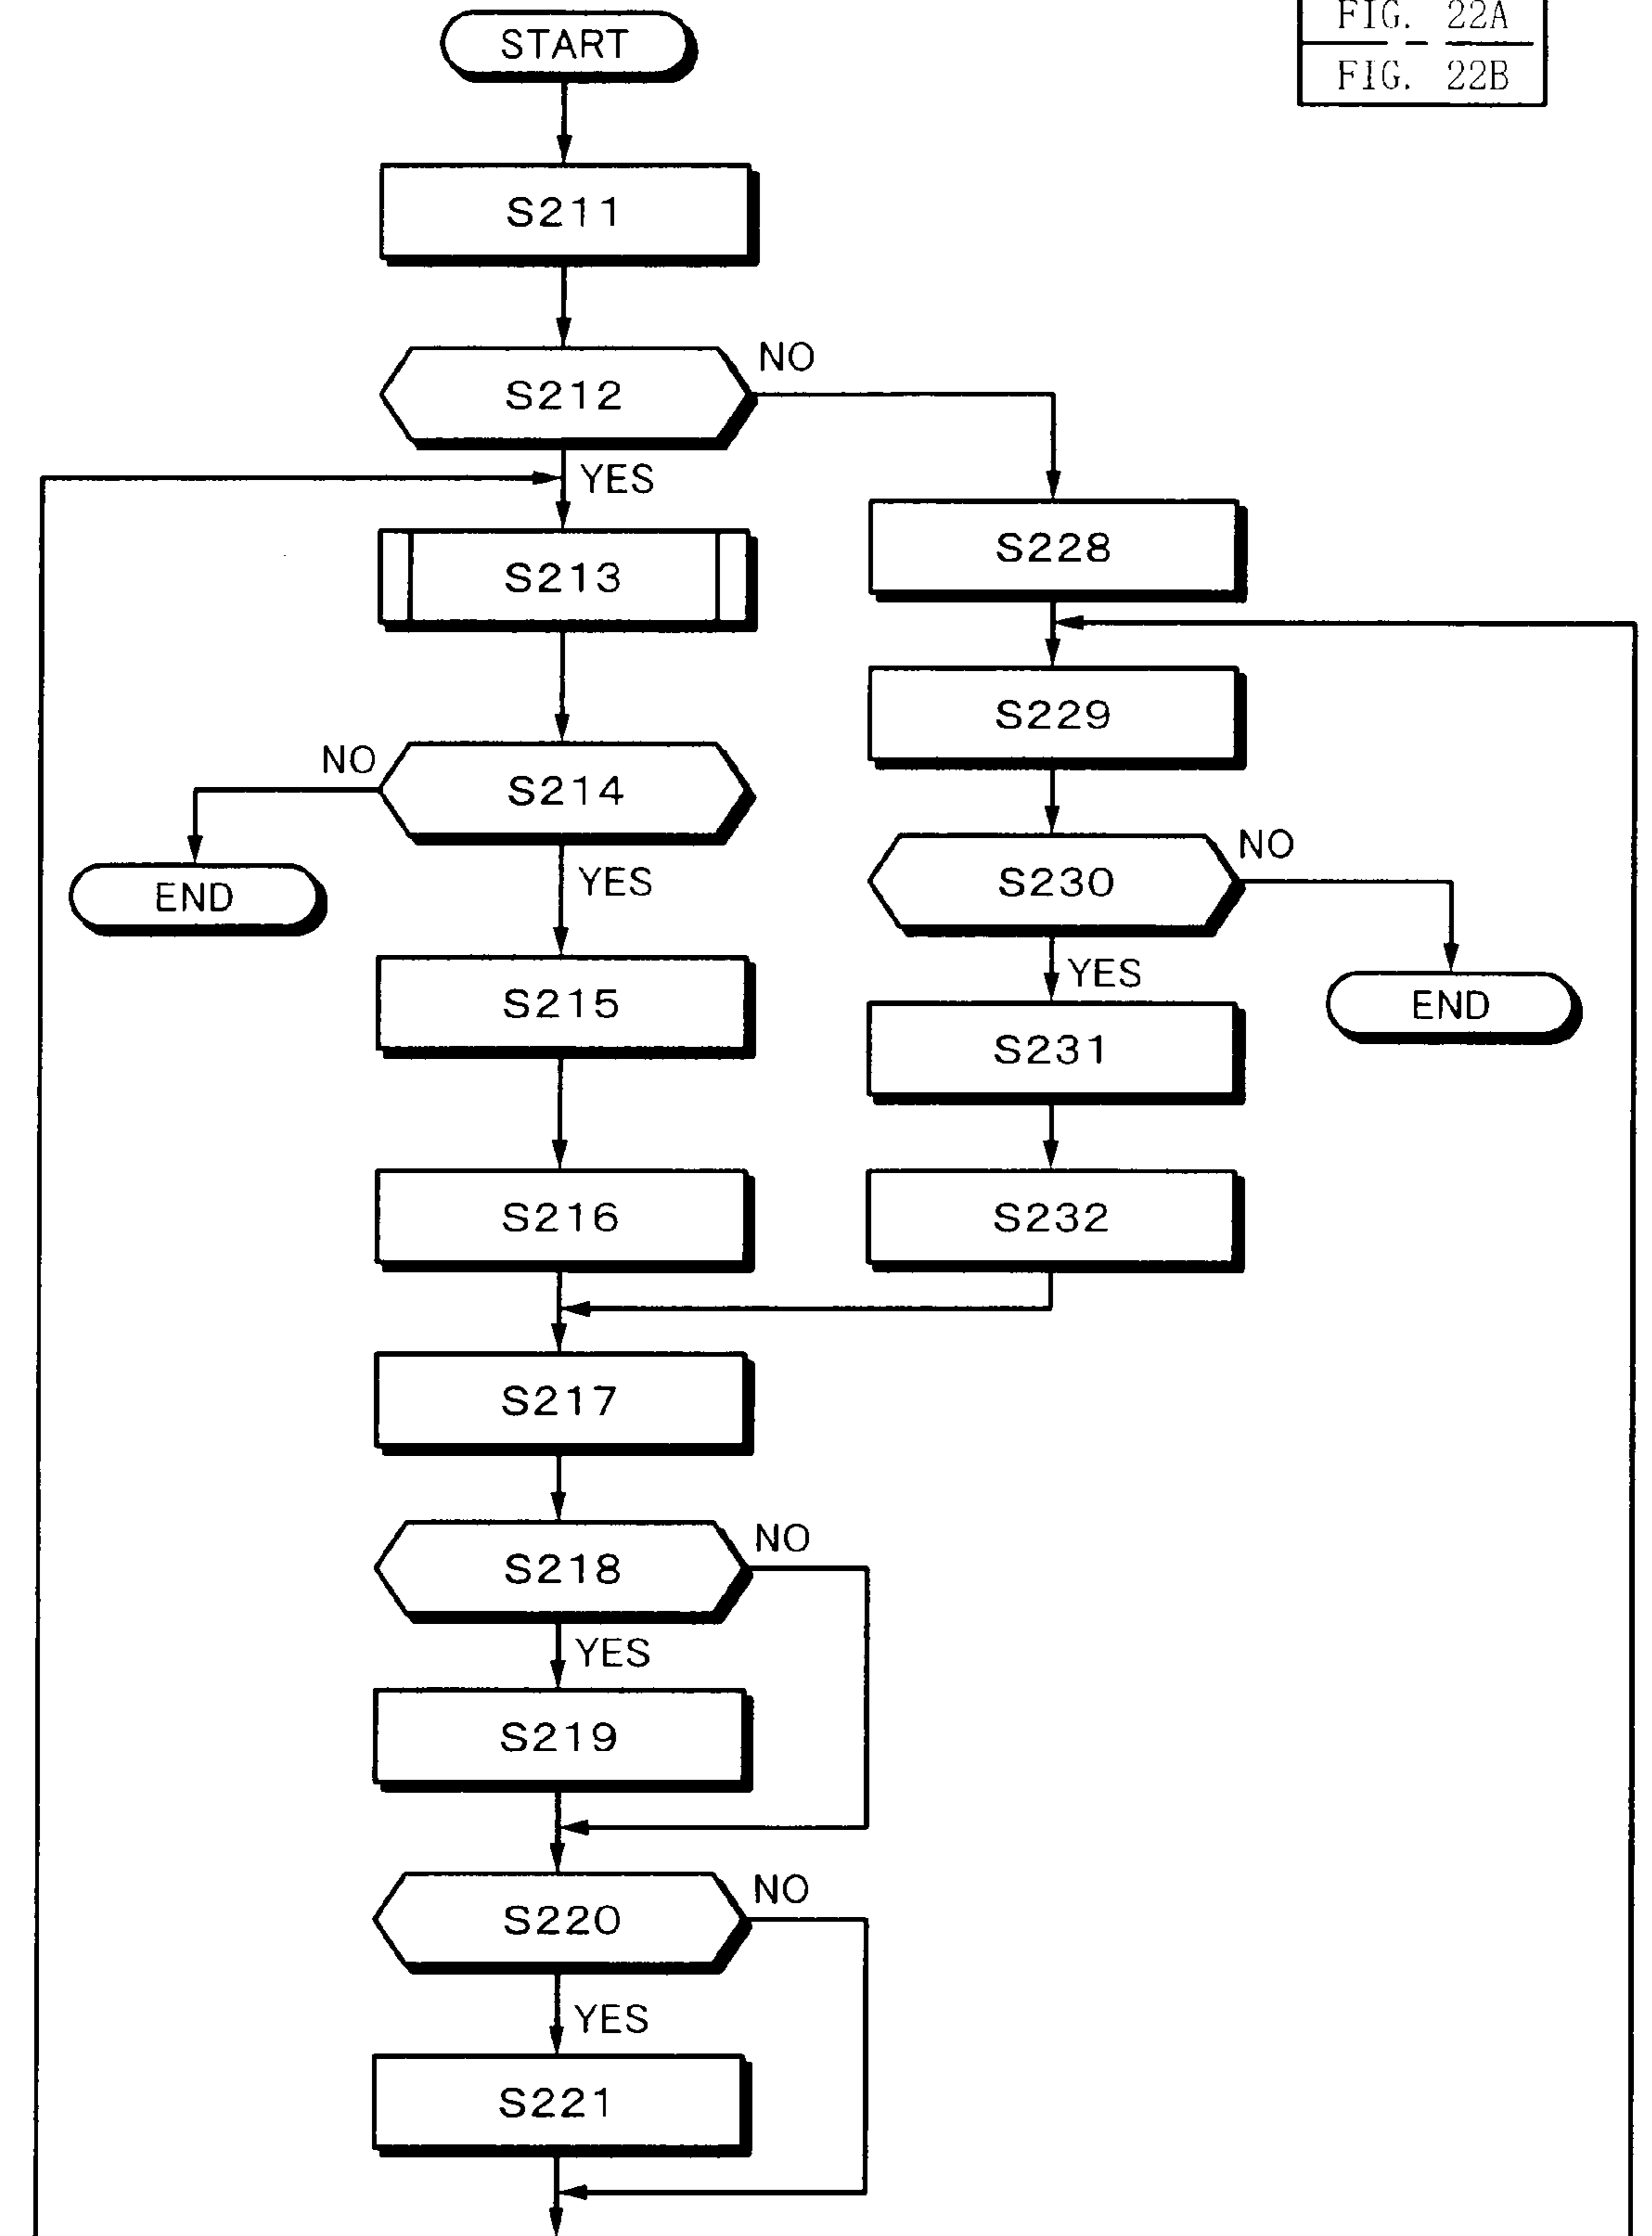 START
FIG. 22A
FIG. 22B
S211
S212
NO
YES
S213
S228
S229
NO
S214
YES
END
S230
NO
YES
END
S215
S231
S216
S232
S217
S218
NO
YES
S219
S220
NO
YES
S221